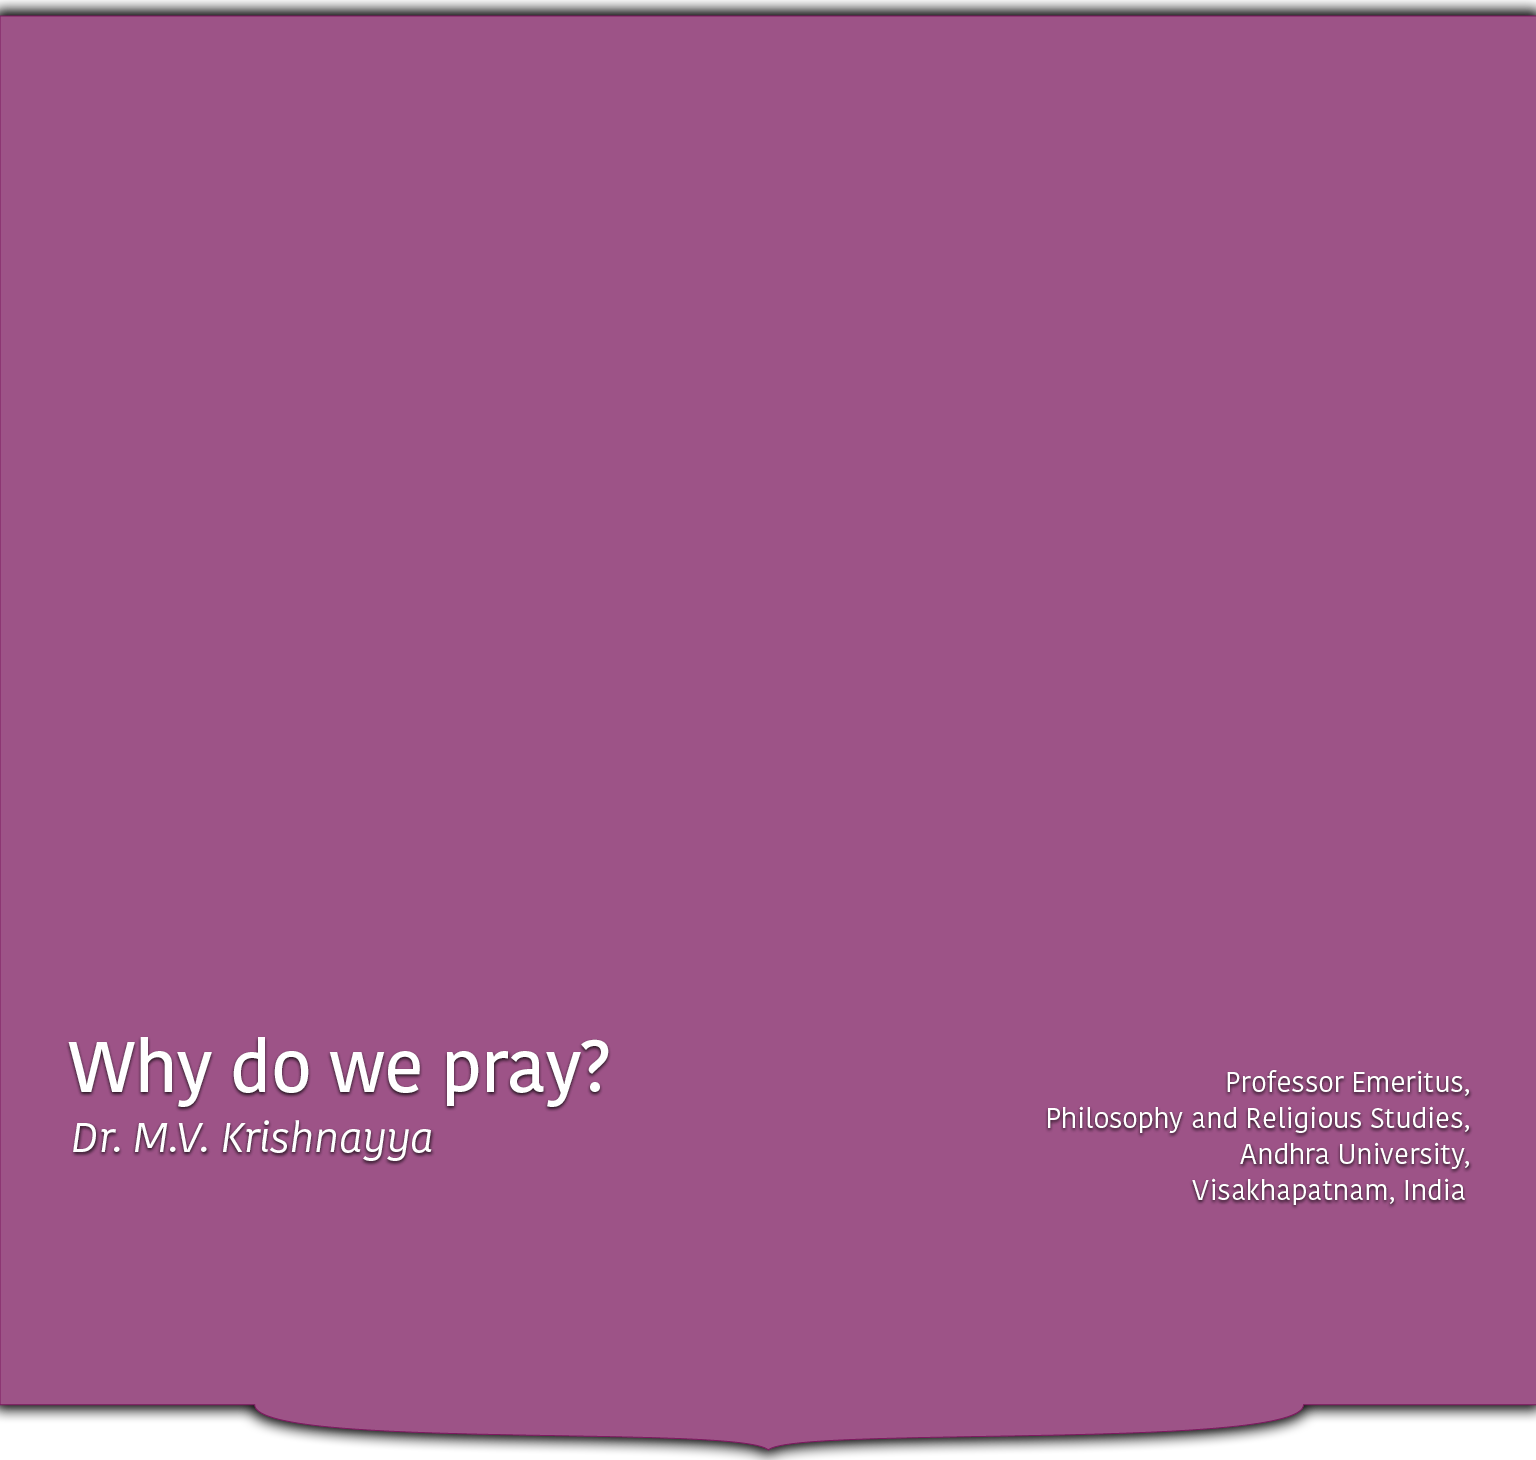 Why do we pray?
Dr. M.V. Krishnayya
Professor Emeritus,
Philosophy and Religious Studies,
Andhra University,
Visakhapatnam, India